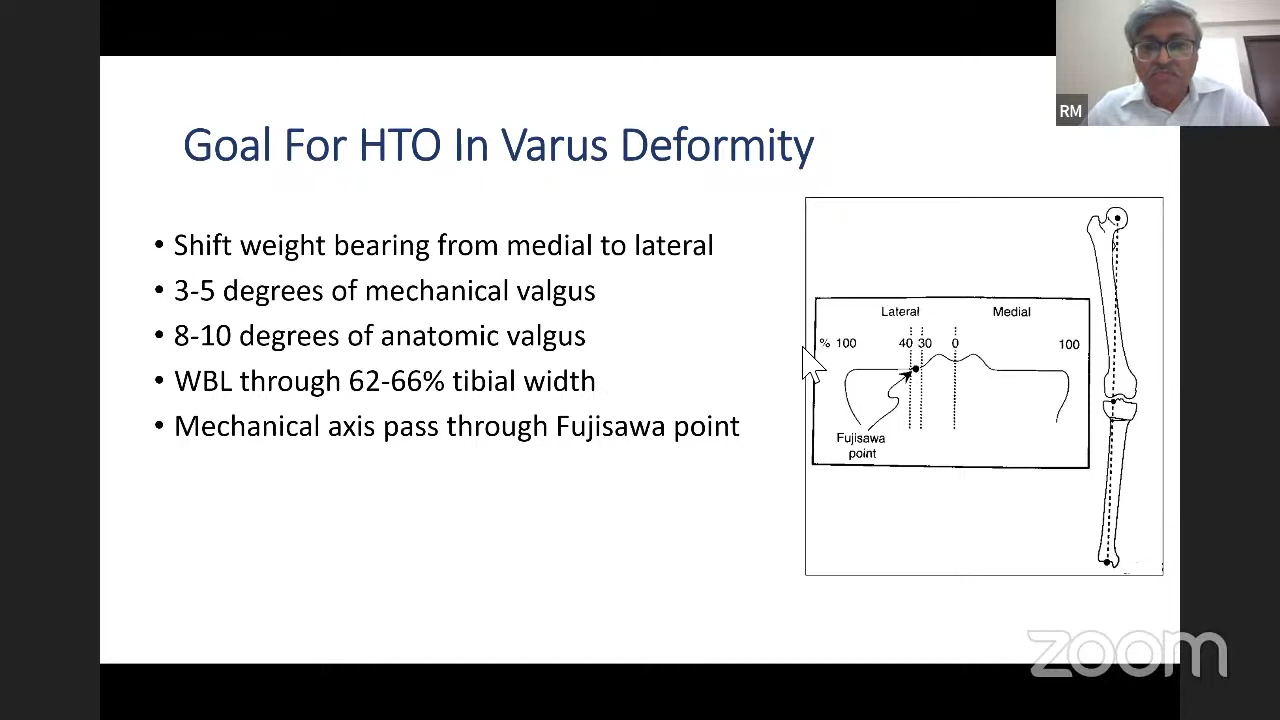 RM
Goal For HTO In Varus Deformity
• Shift weight bearing from medial to lateral
• 3-5 degrees of mechanical valgus
• 8-10 degrees of anatomic valgus
• WBL through 62-66% tibial width
• Mechanical axis pass through Fujisawa point
Lateral Medial
% 100 40 30 0 100
Fujisawa
point
zoom